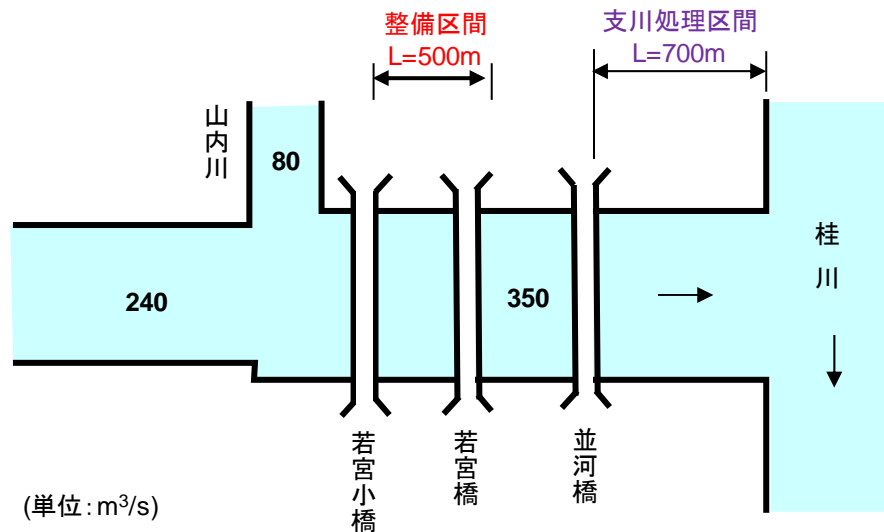 整備区間
L=500m
支川処理区間
L=700m
山内川
80
240
350
桂川
若宮小橋
若宮橋
並河橋
(単位:m³/s)